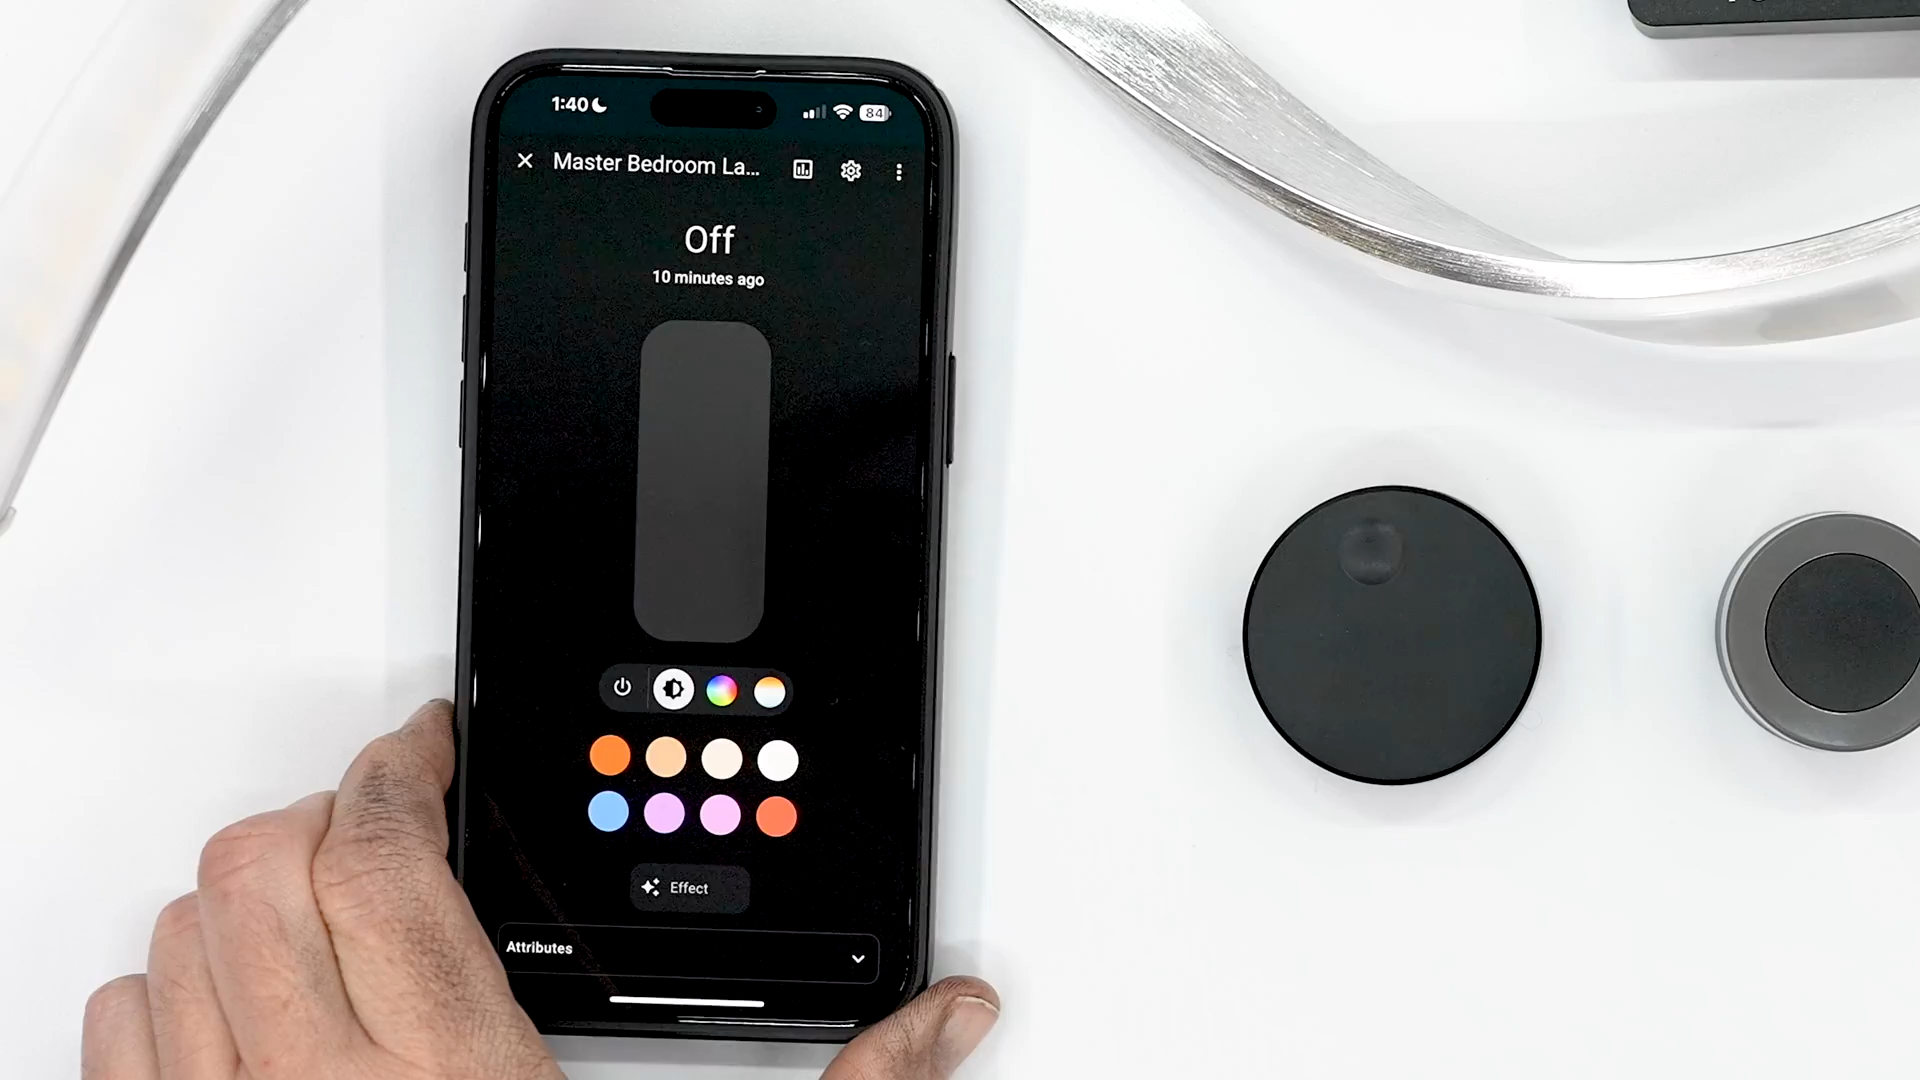 1:40
84
Master Bedroom La...
Off
10 minutes ago
Effect
Attributes